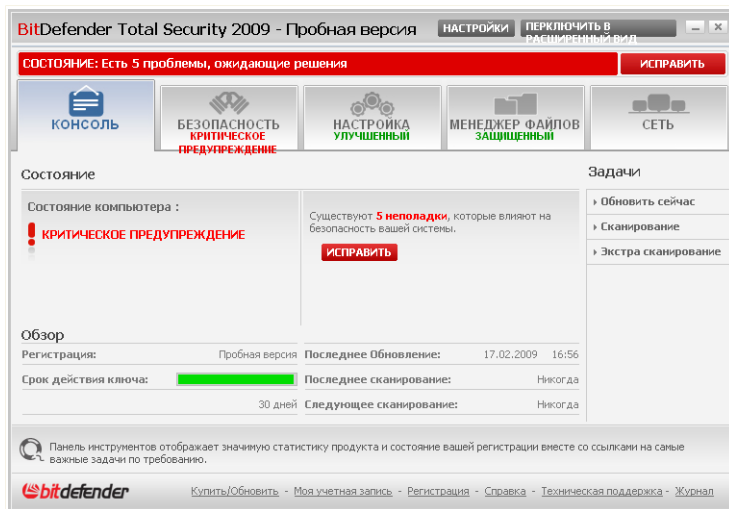 BitDefender Total Security 2009 - Пробная версия
НАСТРОЙКИ
ПЕРКЛЮЧИТЬ В
РАСШИРЕННЫЙ ВИД
СОСТОЯНИЕ: Есть 5 проблемы, ожидающие решения
ИСПРАВИТЬ
КОНСОЛЬ
БЕЗОПАСНОСТЬ
КРИТИЧЕСКОЕ
ПРЕДУПРЕЖДЕНИЕ
НАСТРОЙКА
УЛУЧШЕННЫЙ
МЕНЕДЖЕР ФАЙЛОВ
ЗАЩИЩЕННЫЙ
СЕТЬ
Состояние
Состояние компьютера :
КРИТИЧЕСКОЕ ПРЕДУПРЕЖДЕНИЕ
Существуют 5 неполадки, которые влияют на
безопасность вашей системы.
ИСПРАВИТЬ
Задачи
Обновить сейчас
Сканирование
Экстра сканирование
Обзор
Регистрация: Пробная версия
Последнее Обновление: 17.02.2009 16:56
Срок действия ключа:
Последнее сканирование: Никогда
30 дней
Следующее сканирование: Никогда
Панель инструментов отображает значимую статистику продукта и состояние вашей регистрации вместе со ссылками на самые
важные задачи по требованию.
bitdefender
Купить/Обновить - Моя учетная запись - Регистрация - Справка - Техническая поддержка - Журнал